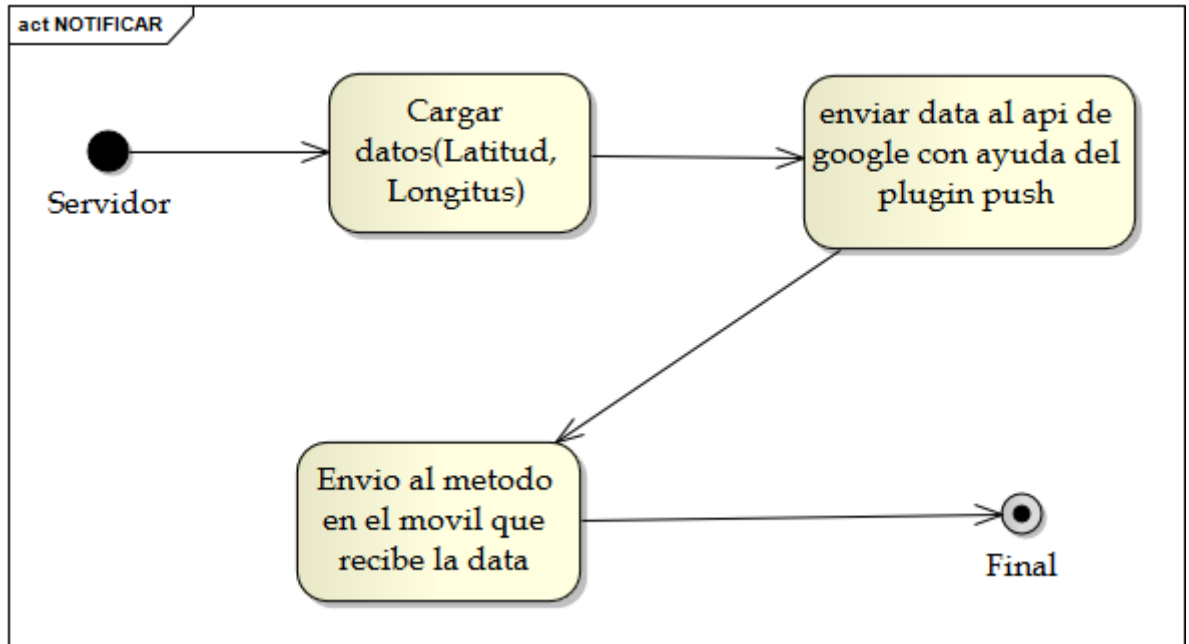 act NOTIFICAR
Servidor
Cargar
datos(Latitud,
Longitus)
enviar data al api de
google con ayuda del
plugin push
Envio al metodo
en el movil que
recibe la data
Final